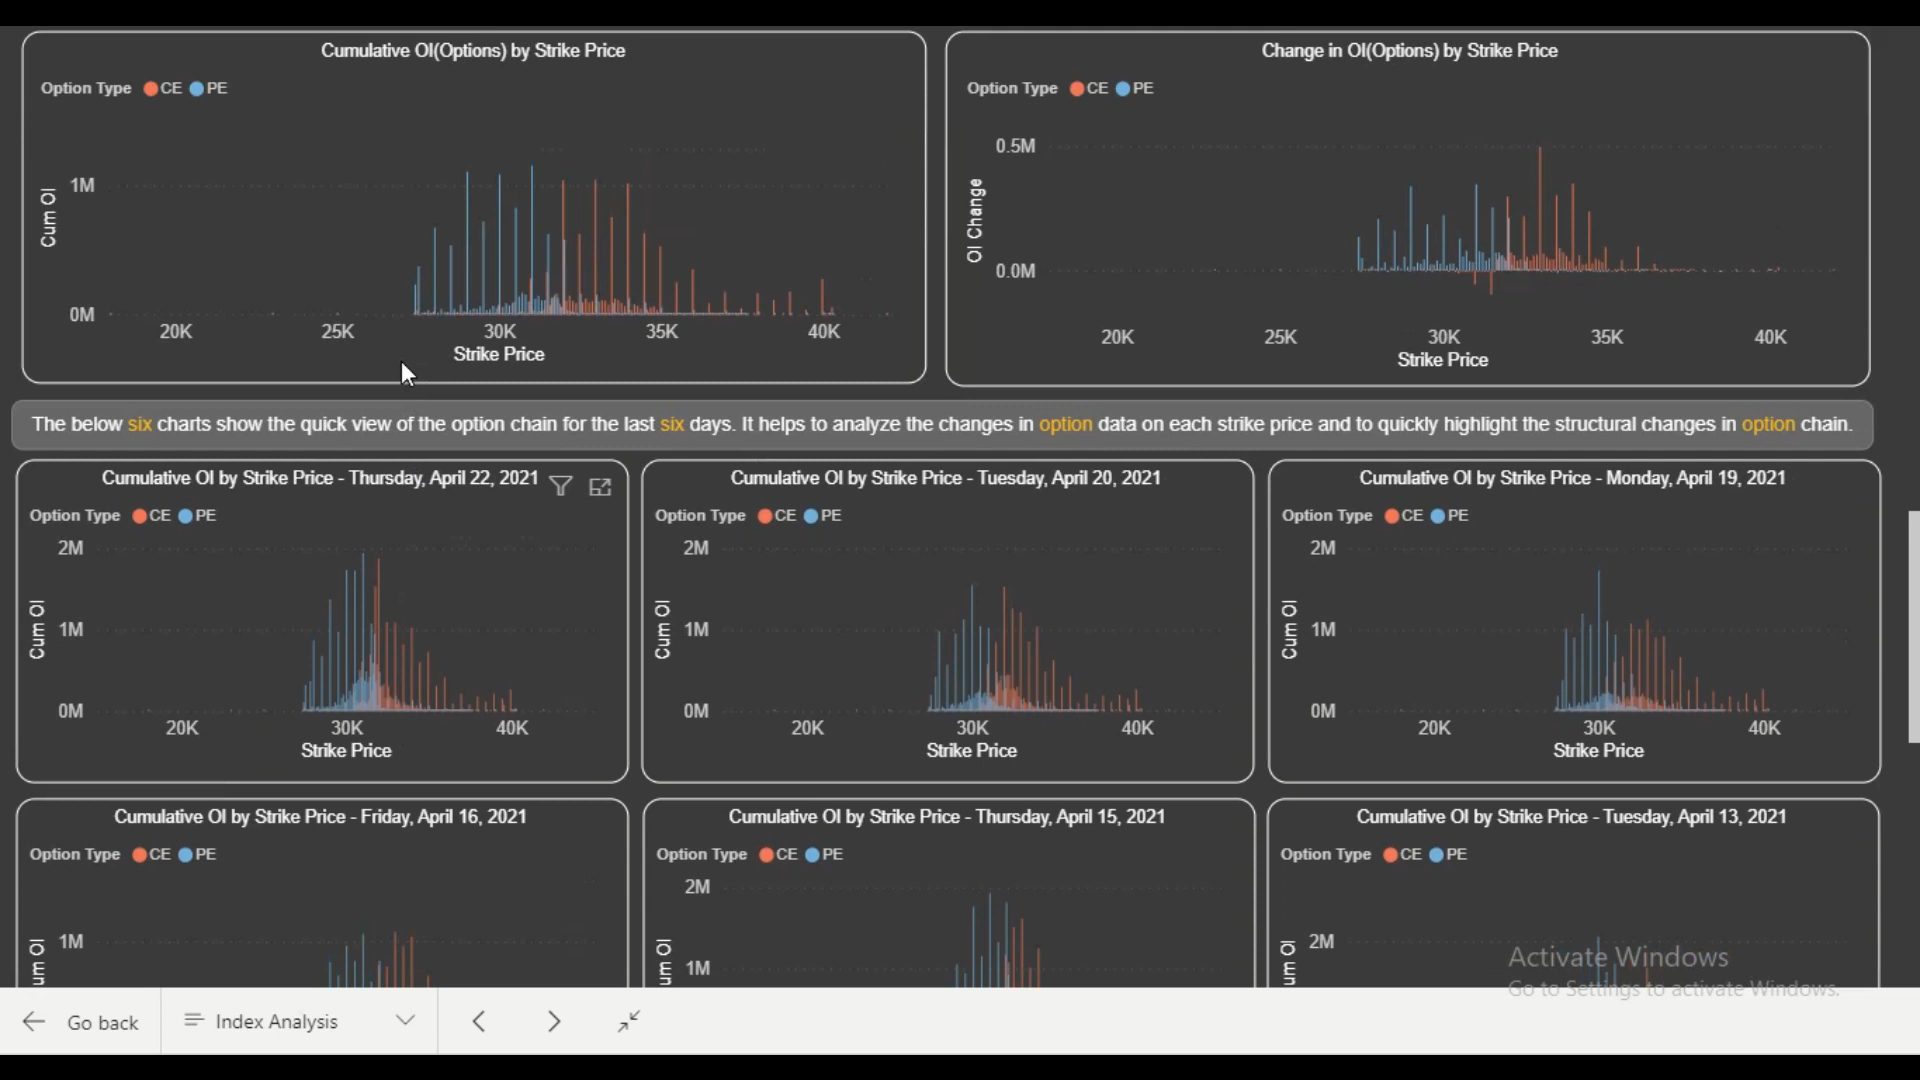 Cumulative OI(Options) by Strike Price
Option Type CE PE
Cum OI
1M
0M
20K 25K 30K 35K 40K
Strike Price
Change in OI(Options) by Strike Price
Option Type CE PE
OI Change
0.5M
0.0M
20K 25K 30K 35K 40K
Strike Price
The below six charts show the quick view of the option chain for the last six days. It helps to analyze the changes in option data on each strike price and to quickly highlight the structural changes in option chain.
Cumulative OI by Strike Price - Thursday, April 22, 2021
Option Type CE PE
Cum OI
2M
1M
0M
20K 30K 40K
Strike Price
Cumulative OI by Strike Price - Tuesday, April 20, 2021
Option Type CE PE
Cum OI
2M
1M
0M
20K 30K 40K
Strike Price
Cumulative OI by Strike Price - Monday, April 19, 2021
Option Type CE PE
Cum OI
2M
1M
0M
20K 30K 40K
Strike Price
Cumulative OI by Strike Price - Friday, April 16, 2021
Option Type CE PE
um OI
1M
Cumulative OI by Strike Price - Thursday, April 15, 2021
Option Type CE PE
um OI
2M
1M
Cumulative OI by Strike Price - Tuesday, April 13, 2021
Option Type CE PE
um OI
2M
Activate Windows
Go to Settings to activate Windows.
Go back
Index Analysis